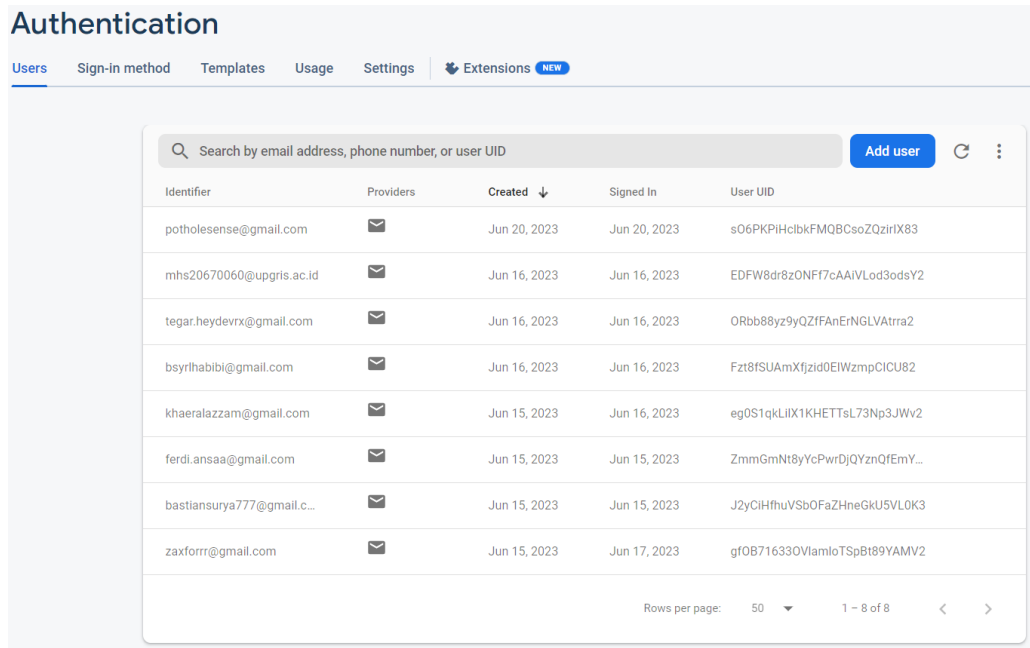 Authentication
Users Sign-in method Templates Usage Settings Extensions NEW
Search by email address, phone number, or user UID Add user
Identifier Providers Created Signed In User UID
potholesense@gmail.com Jun 20, 2023 Jun 20, 2023 sO6PKPiHclbkFMQBCsoZQzirIX83
mhs20670060@upgris.ac.id Jun 16, 2023 Jun 16, 2023 EDFW8dr8zONFf7cAAiVLod3odsY2
tegar.heydevrx@gmail.com Jun 16, 2023 Jun 16, 2023 ORbb88yz9yQZfFAnErNGLVAtrra2
bsyrlhabibi@gmail.com Jun 16, 2023 Jun 16, 2023 Fzt8fSUAmXfjzid0EIWzmpCICU82
khaeralazzam@gmail.com Jun 15, 2023 Jun 16, 2023 eg0S1qkLiIX1KHETTsL73Np3JWv2
ferdi.ansaa@gmail.com Jun 15, 2023 Jun 15, 2023 ZmmGmNt8yYcPwrDjQYznQfEmY...
bastiansurya777@gmail.c... Jun 15, 2023 Jun 15, 2023 J2yCiHfhuVSbOFaZHneGkU5VL0K3
zaxforrr@gmail.com Jun 15, 2023 Jun 17, 2023 gfOB71633OVlamIoTSpBt89YAMV2
Rows per page: 50 1 – 8 of 8